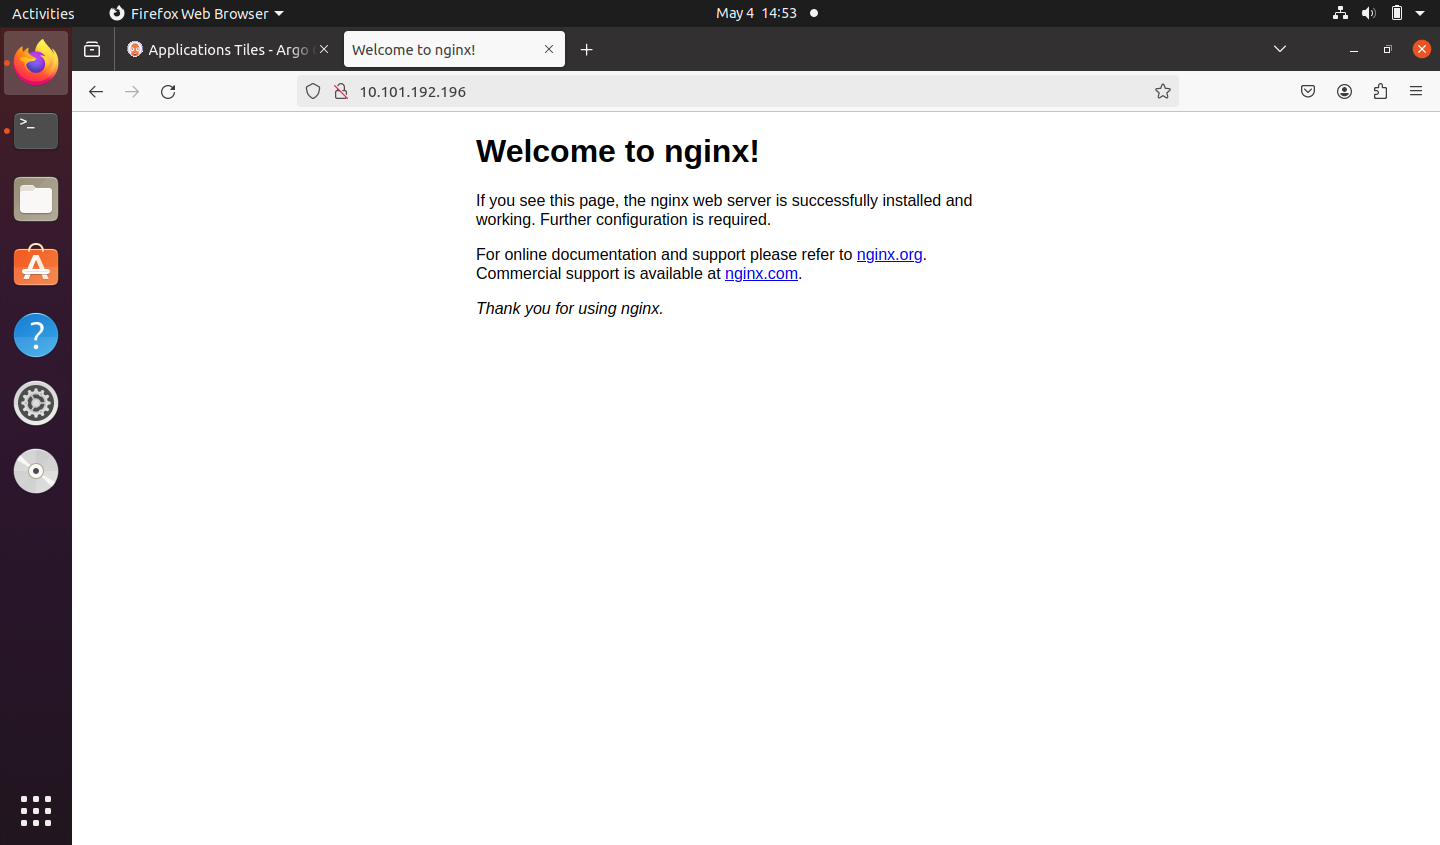 Activities
Firefox Web Browser
May 4 14:53
Applications Tiles - Argo
Welcome to nginx!
10.101.192.196
Welcome to nginx!
If you see this page, the nginx web server is successfully installed and
working. Further configuration is required.
For online documentation and support please refer to nginx.org.
Commercial support is available at nginx.com.
Thank you for using nginx.